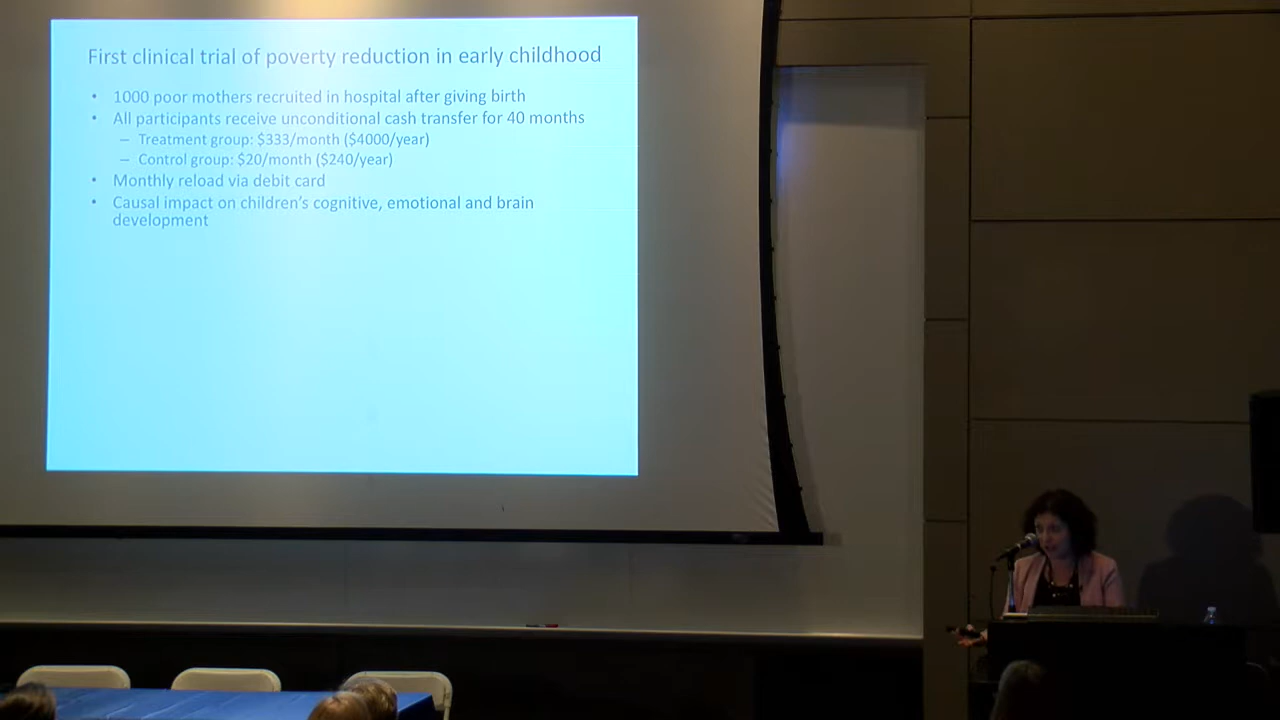 First clinical trial of poverty reduction in early childhood
• 1000 poor mothers recruited in hospital after giving birth
• All participants receive unconditional cash transfer for 40 months
– Treatment group: $333/month ($4000/year)
– Control group: $20/month ($240/year)
• Monthly reload via debit card
• Causal impact on children's cognitive, emotional and brain
development